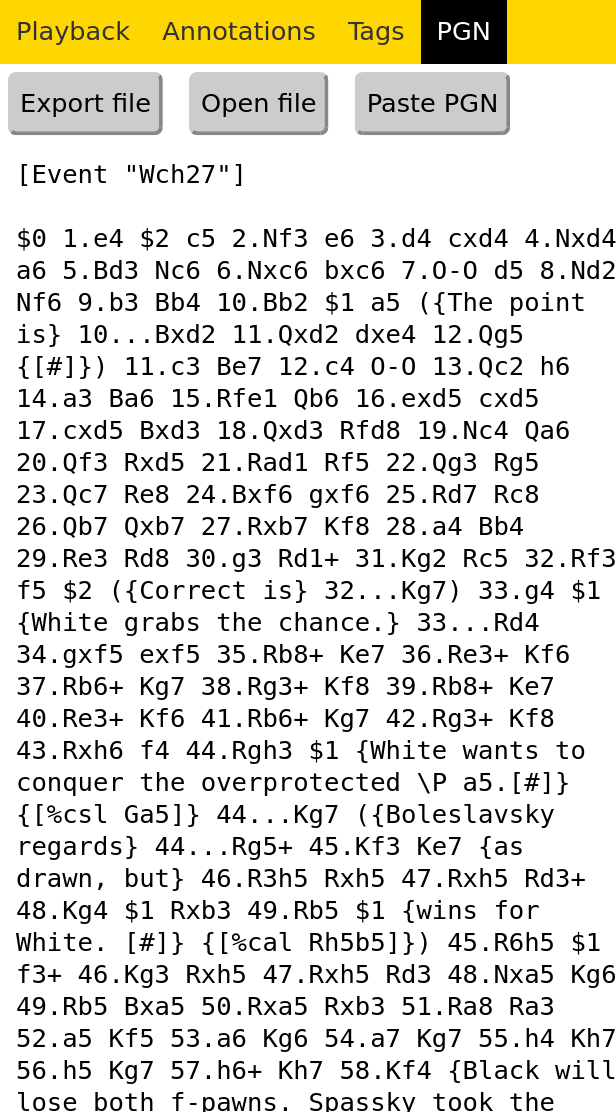 Playback Annotations Tags PGN
Export file Open file Paste PGN
[Event "Wch27"]
$0 1.e4 $2 c5 2.Nf3 e6 3.d4 cxd4 4.Nxd4
a6 5.Bd3 Nc6 6.Nxc6 bxc6 7.O-O d5 8.Nd2
Nf6 9.b3 Bb4 10.Bb2 $1 a5 ({The point
is} 10...Bxd2 11.Qxd2 dxe4 12.Qg5
{[#]}) 11.c3 Be7 12.c4 O-O 13.Qc2 h6
14.a3 Ba6 15.Rfe1 Qb6 16.exd5 cxd5
17.cxd5 Bxd3 18.Qxd3 Rfd8 19.Nc4 Qa6
20.Qf3 Rxd5 21.Rad1 Rf5 22.Qg3 Rg5
23.Qc7 Re8 24.Bxf6 gxf6 25.Rd7 Rc8
26.Qb7 Qxb7 27.Rxb7 Kf8 28.a4 Bb4
29.Re3 Rd8 30.g3 Rd1+ 31.Kg2 Rc5 32.Rf3
f5 $2 ({Correct is} 32...Kg7) 33.g4 $1
{White grabs the chance.} 33...Rd4
34.gxf5 exf5 35.Rb8+ Ke7 36.Re3+ Kf6
37.Rb6+ Kg7 38.Rg3+ Kf8 39.Rb8+ Ke7
40.Re3+ Kf6 41.Rb6+ Kg7 42.Rg3+ Kf8
43.Rxh6 f4 44.Rgh3 $1 {White wants to
conquer the overprotected \P a5.[#]}
{[%csl Ga5]} 44...Kg7 ({Boleslavsky
regards} 44...Rg5+ 45.Kf3 Ke7 {as
drawn, but} 46.R3h5 Rxh5 47.Rxh5 Rd3+
48.Kg4 $1 Rxb3 49.Rb5 $1 {wins for
White. [#]} {[%cal Rh5b5]}) 45.R6h5 $1
f3+ 46.Kg3 Rxh5 47.Rxh5 Rd3 48.Nxa5 Kg6
49.Rb5 Bxa5 50.Rxa5 Rxb3 51.Ra8 Ra3
52.a5 Kf5 53.a6 Kg6 54.a7 Kg7 55.h4 Kh7
56.h5 Kg7 57.h6+ Kh7 58.Kf4 {Black will
lose both f-pawns. Spassky took the